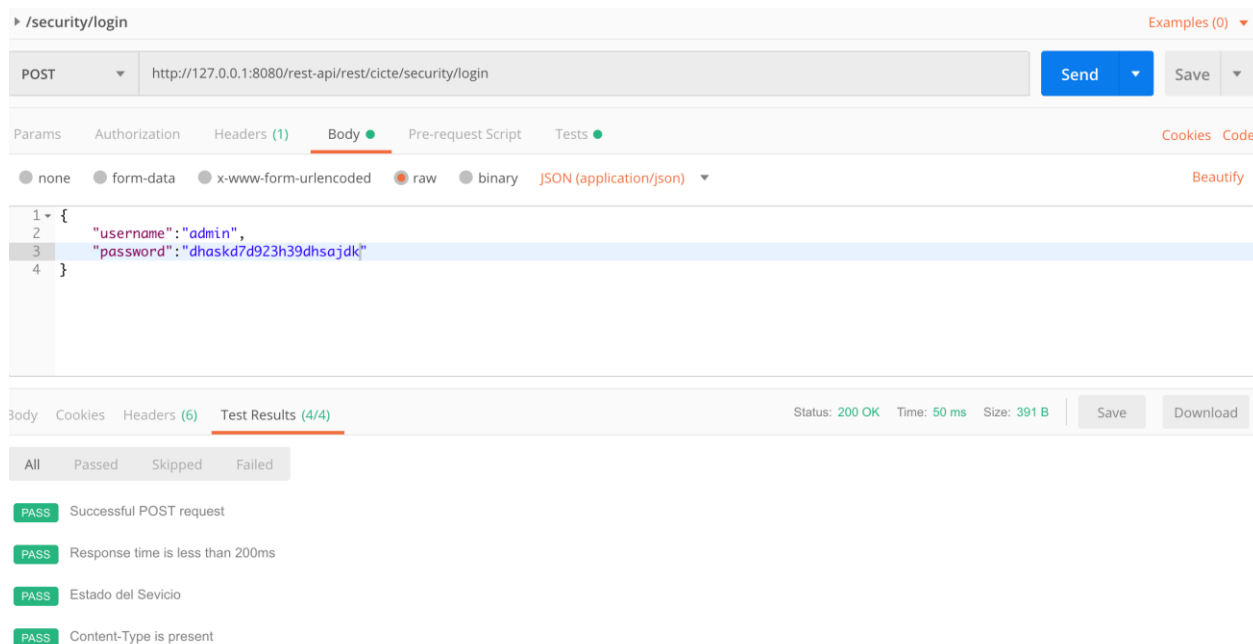 /security/login Examples (0)
POST http://127.0.0.1:8080/rest-api/rest/cicte/security/login Send Save
Params Authorization Headers (1) Body Pre-request Script Tests Cookies Code
none form-data x-www-form-urlencoded raw binary JSON (application/json) Beautify
1 {
2 "username":"admin",
3 "password":"dhaskd7d923h39dhsajdk"
4 }
Body Cookies Headers (6) Test Results (4/4) Status: 200 OK Time: 50 ms Size: 391 B Save Download
All Passed Skipped Failed
PASS Successful POST request
PASS Response time is less than 200ms
PASS Estado del Sevicio
PASS Content-Type is present